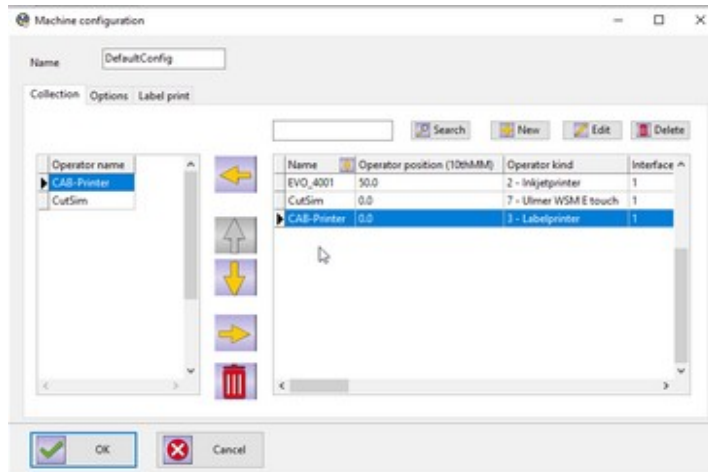 Machine configuration
Name DefaultConfig
Collection Options Label print
Search New Edit Delete
Operator name
CAB-Printer
CutSim
Name Operator position (10thMM) Operator kind Interface
EVO_4001 50.0 2 - Inkjetprinter 1
CutSim 0.0 7 - Ulmer WSM E touch 1
CAB-Printer 0.0 3 - Labelprinter 1
OK Cancel